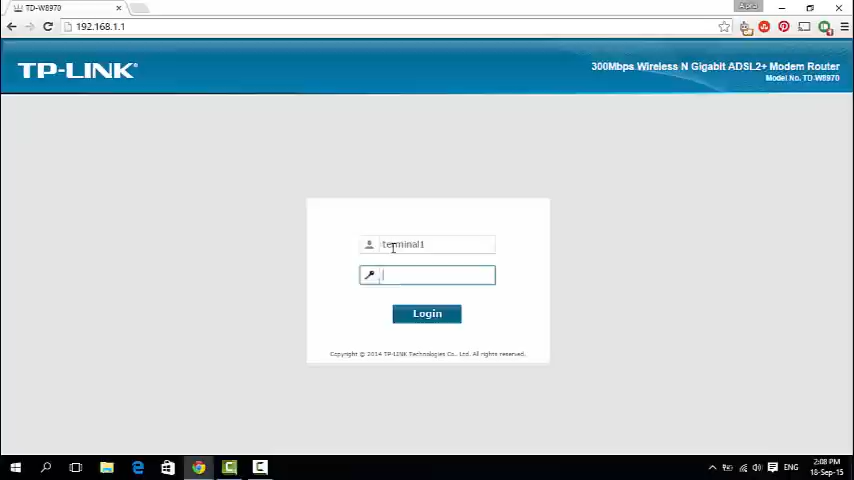 TD-W8970
Alpha
192.168.1.1
TP-LINK®
300Mbps Wireless N Gigabit ADSL2+ Modem Router
Model No. TD-W8970
terminal1
Login
Copyright © 2014 TP-LINK Technologies Co., Ltd. All rights reserved.
ENG
2:08 PM
18-Sep-15